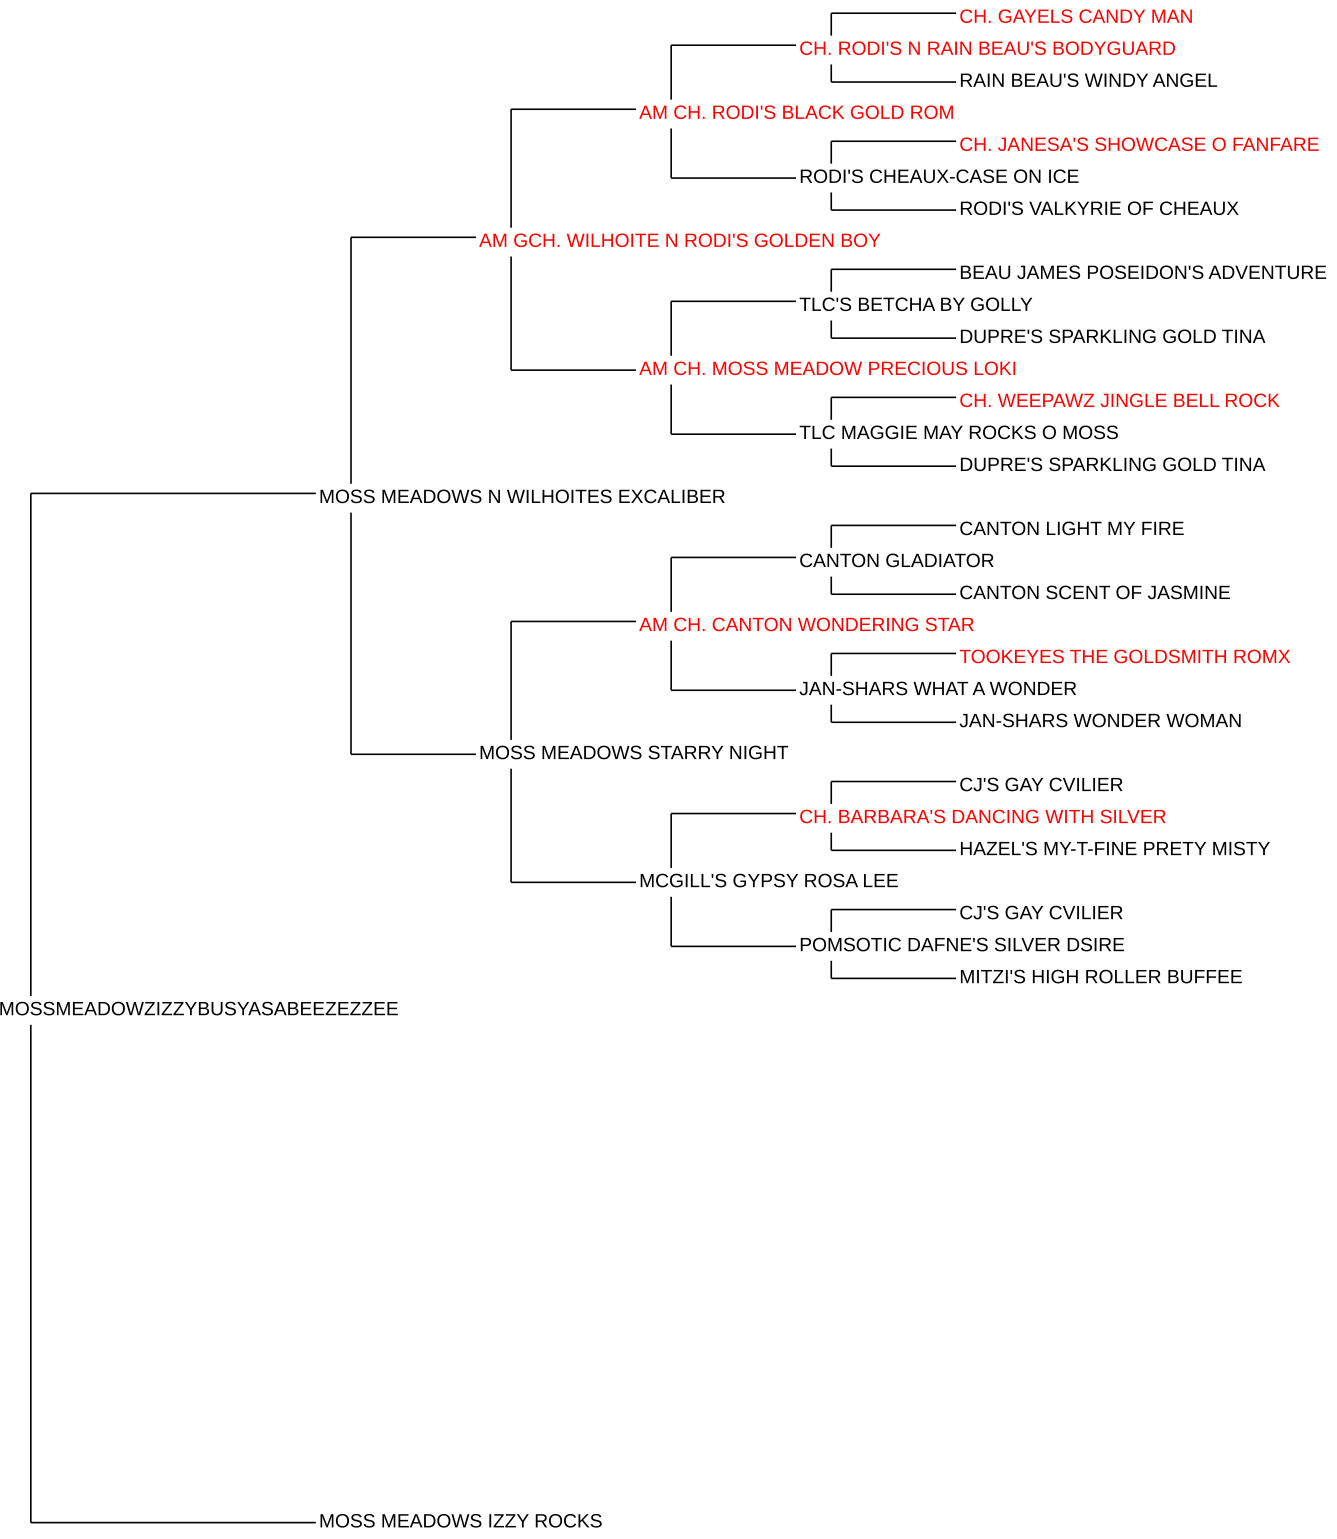 CH. GAYELS CANDY MAN
CH. RODI'S N RAIN BEAU'S BODYGUARD
RAIN BEAU'S WINDY ANGEL
AM CH. RODI'S BLACK GOLD ROM
CH. JANESA'S SHOWCASE O FANFARE
RODI'S CHEAUX-CASE ON ICE
RODI'S VALKYRIE OF CHEAUX
AM GCH. WILHOITE N RODI'S GOLDEN BOY
BEAU JAMES POSEIDON'S ADVENTURE
TLC'S BETCHA BY GOLLY
DUPRE'S SPARKLING GOLD TINA
AM CH. MOSS MEADOW PRECIOUS LOKI
CH. WEEPAWZ JINGLE BELL ROCK
TLC MAGGIE MAY ROCKS O MOSS
DUPRE'S SPARKLING GOLD TINA
MOSS MEADOWS N WILHOITES EXCALIBER
CANTON LIGHT MY FIRE
CANTON GLADIATOR
CANTON SCENT OF JASMINE
AM CH. CANTON WONDERING STAR
TOOKEYES THE GOLDSMITH ROMX
JAN-SHARS WHAT A WONDER
JAN-SHARS WONDER WOMAN
MOSS MEADOWS STARRY NIGHT
CJ'S GAY CVILIER
CH. BARBARA'S DANCING WITH SILVER
HAZEL'S MY-T-FINE PRETY MISTY
MCGILL'S GYPSY ROSA LEE
CJ'S GAY CVILIER
POMSOTIC DAFNE'S SILVER DSIRE
MITZI'S HIGH ROLLER BUFFEE
MOSSMEADOWZIZZYBUSYASABEEZEZZEE
MOSS MEADOWS IZZY ROCKS